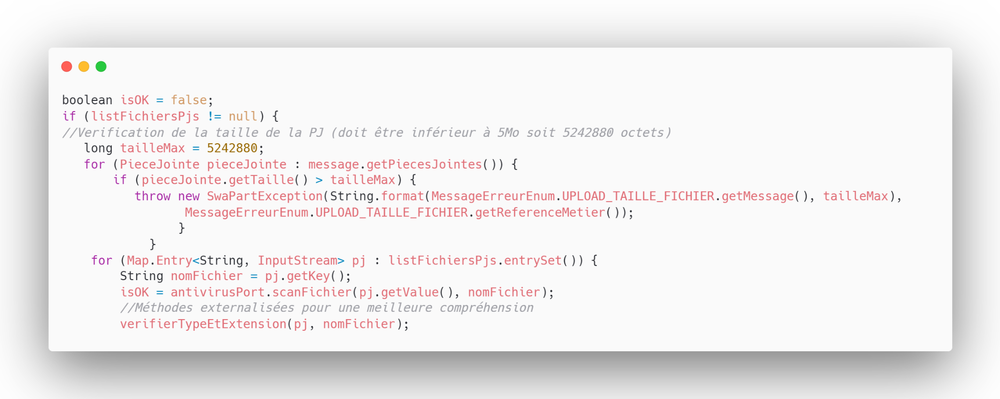 boolean isOK = false;
if (listFichiersPjs != null) {
//Verification de la taille de la PJ (doit être inférieur à 5Mo soit 5242880 octets)
   long tailleMax = 5242880;
   for (PieceJointe pieceJointe : message.getPiecesJointes()) {
       if (pieceJointe.getTaille() > tailleMax) {
          throw new SwaPartException(String.format(MessageErreurEnum.UPLOAD_TAILLE_FICHIER.getMessage(), tailleMax),
                 MessageErreurEnum.UPLOAD_TAILLE_FICHIER.getReferenceMetier());
                }
            }
    for (Map.Entry<String, InputStream> pj : listFichiersPjs.entrySet()) {
        String nomFichier = pj.getKey();
        isOK = antivirusPort.scanFichier(pj.getValue(), nomFichier);
        //Méthodes externalisées pour une meilleure compréhension
        verifierTypeEtExtension(pj, nomFichier);